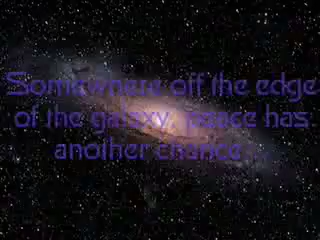 Somewhere off the edge
of the galaxy, peace has
another chance ...